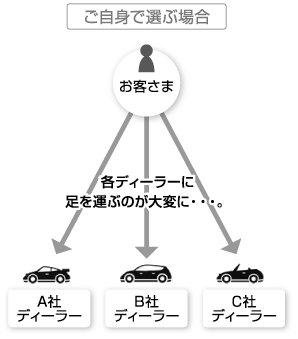 ご自身で選ぶ場合
お客さま
各ディーラーに
足を運ぶのが大変に・・・。
A社
ディーラー
B社
ディーラー
C社
ディーラー